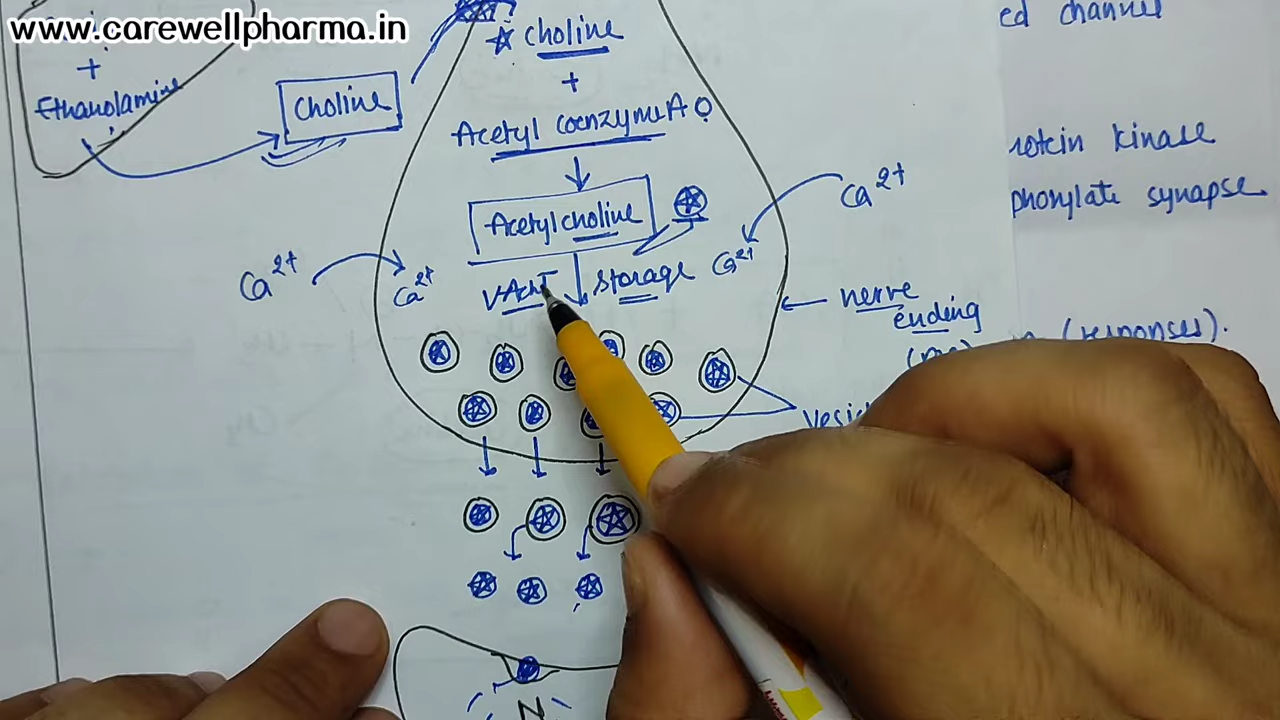 www.carewellpharma.in
+
Ethanolamine
Choline
choline
+
Acetyl coenzyme A
Acetylcholine
VAchT
storage
Ca2+
Ca2+
Ca2+
Ca2+
nerve
ending
N
ed channel
rotein kinase
phorylate synapse
(responses).